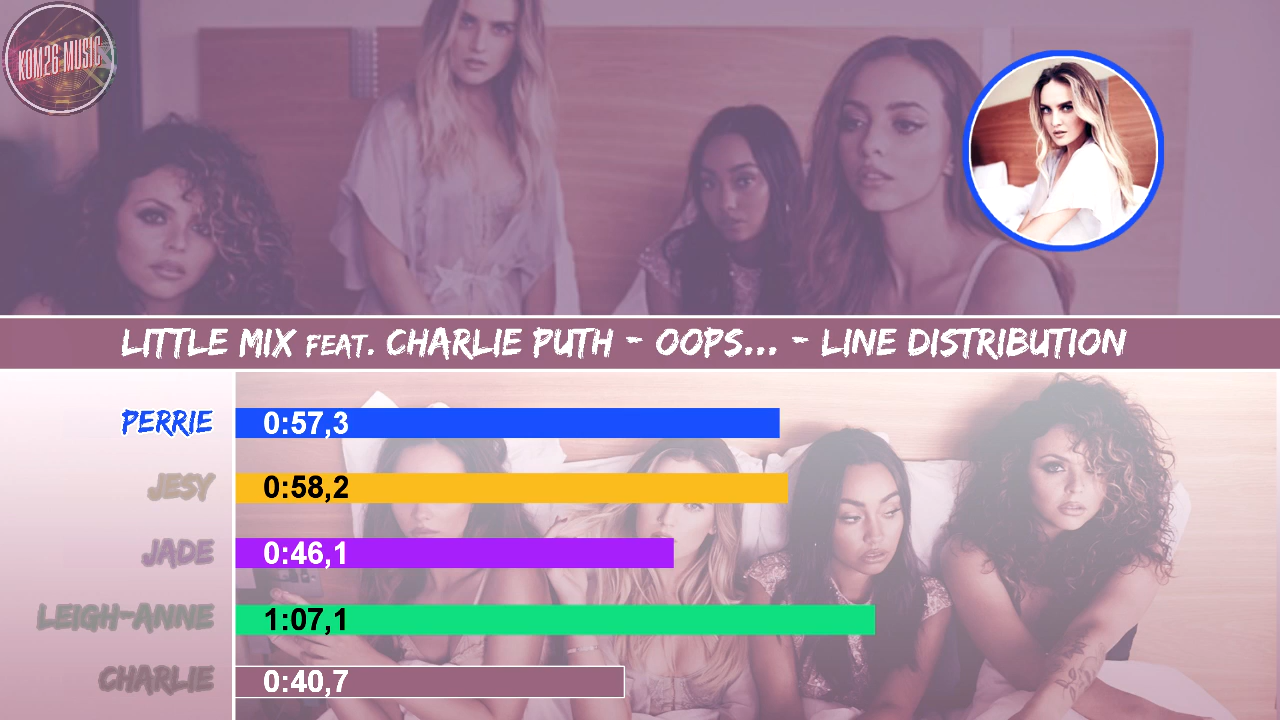 KOM26 MUSIC
LITTLE MIX FEAT. CHARLIE PUTH - OOPS... - LINE DISTRIBUTION
PERRIE 0:57,3
JESY 0:58,2
JADE 0:46,1
LEIGH-ANNE 1:07,1
CHARLIE 0:40,7